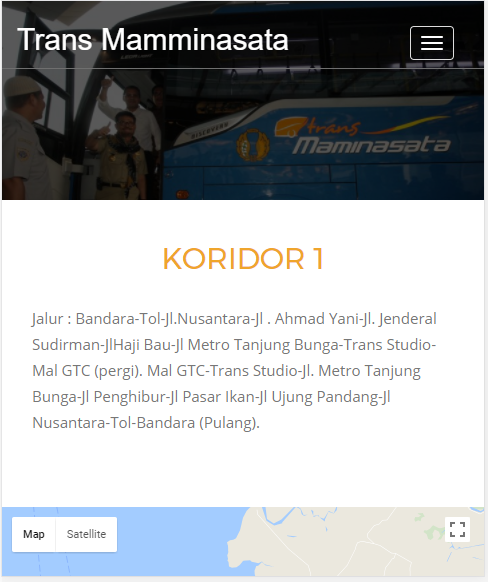 Trans Mamminasata
trans
Maminasata
KORIDOR 1
Jalur : Bandara-Tol-Jl.Nusantara-Jl . Ahmad Yani-Jl. Jenderal
Sudirman-JlHaji Bau-Jl Metro Tanjung Bunga-Trans Studio-
Mal GTC (pergi). Mal GTC-Trans Studio-Jl. Metro Tanjung
Bunga-Jl Penghibur-Jl Pasar Ikan-Jl Ujung Pandang-Jl
Nusantara-Tol-Bandara (Pulang).
Map Satellite